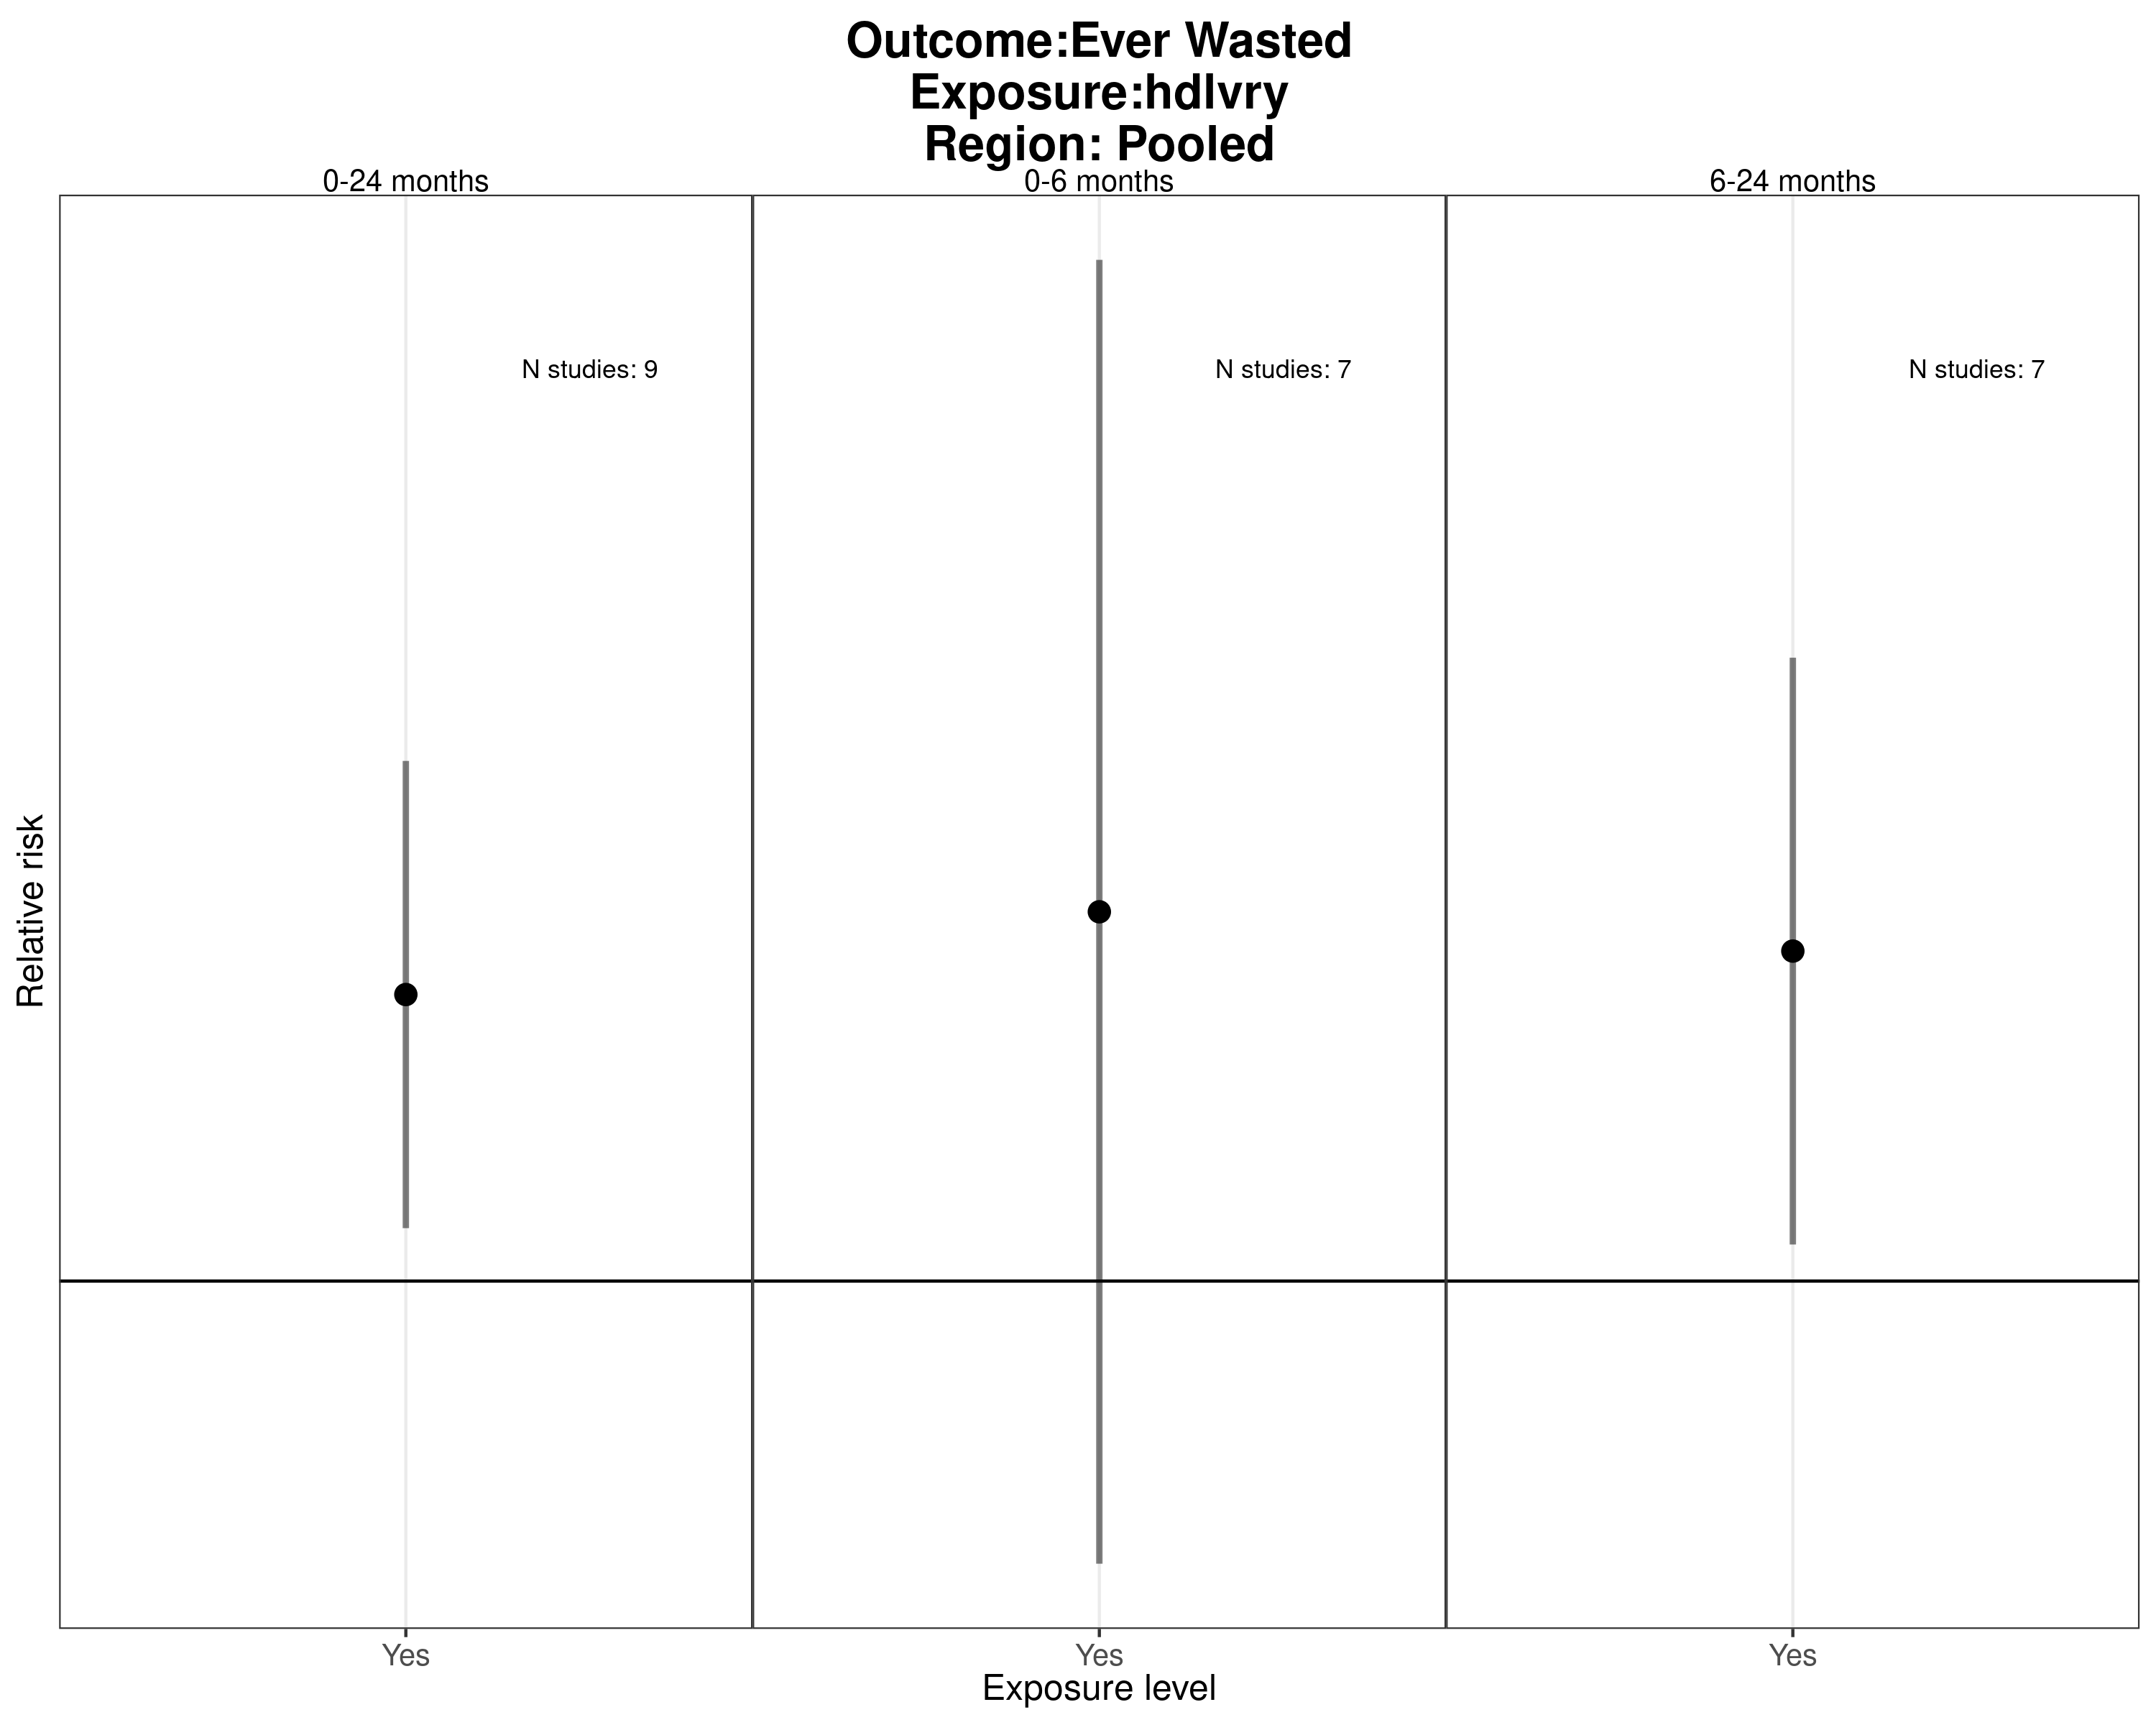 Outcome:Ever Wasted
Exposure:hdlvry
Region: Pooled
0-24 months
0-6 months
6-24 months
N studies: 9
N studies: 7
N studies: 7
Relative risk
Yes
Yes
Yes
Exposure level